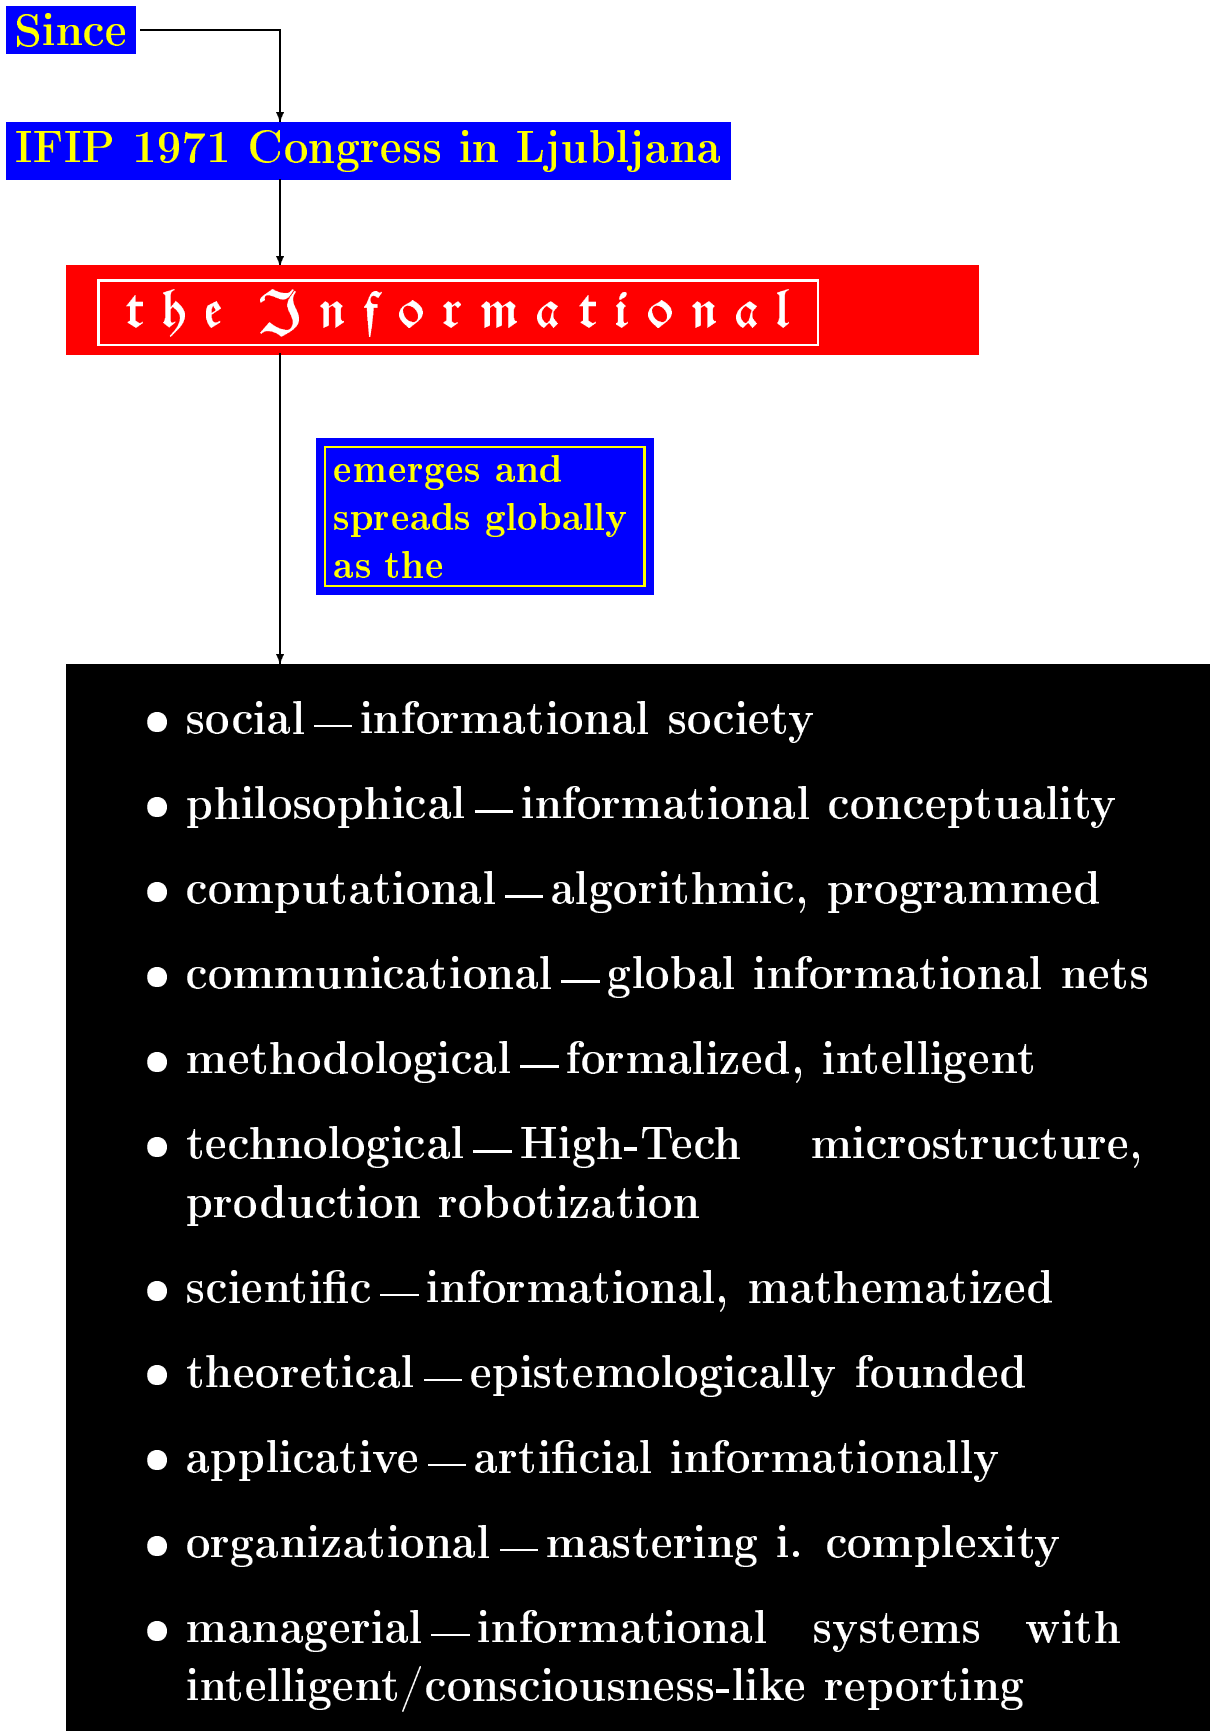 Since
IFIP 1971 Congress in Ljubljana
the Informational
emerges and
spreads globally
as the
• social—informational society
• philosophical—informational conceptuality
• computational—algorithmic, programmed
• communicational—global informational nets
• methodological—formalized, intelligent
• technological—High-Tech microstructure,
production robotization
• scientific—informational, mathematized
• theoretical—epistemologically founded
• applicative—artificial informationally
• organizational—mastering i. complexity
• managerial—informational systems with
intelligent/consciousness-like reporting